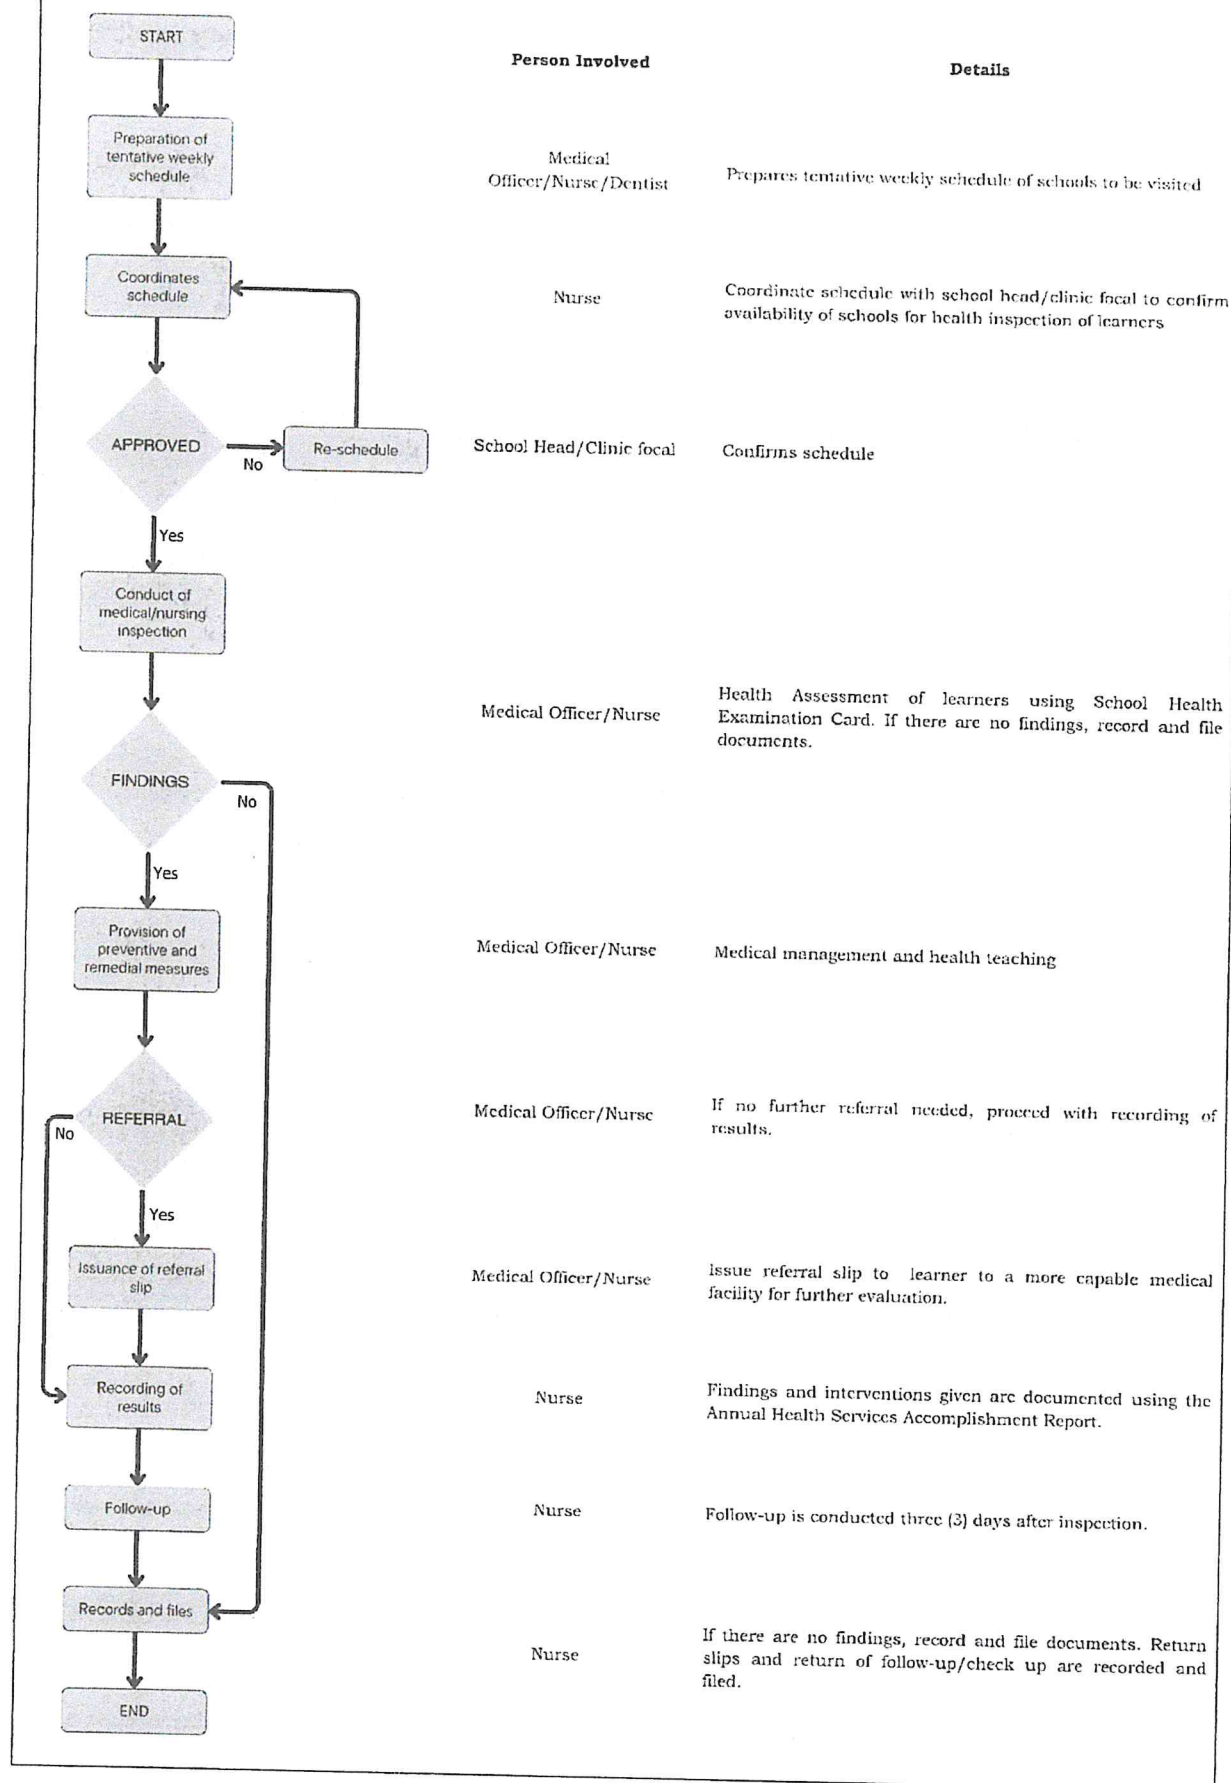 START
Person Involved
Details
Preparation of
tentative weekly
schedule
Medical
Officer/Nurse/Dentist
Prepares tentative weekly schedule of schools to be visited
Coordinates
schedule
Nurse
Coordinate schedule with school head/clinic focal to confirm
availability of schools for health inspection of learners
APPROVED
No
Re-schedule
School Head/Clinic focal
Confirms schedule
Yes
Conduct of
medical/nursing
inspection
Medical Officer/Nurse
Health Assessment of learners using School Health
Examination Card. If there are no findings, record and file
documents.
FINDINGS
No
Yes
Provision of
preventive and
remedial measures
Medical Officer/Nurse
Medical management and health teaching
REFERRAL
No
Medical Officer/Nurse
If no further referral needed, proceed with recording of
results.
Yes
Issuance of referral
slip
Medical Officer/Nurse
Issue referral slip to learner to a more capable medical
facility for further evaluation.
Recording of
results
Nurse
Findings and interventions given are documented using the
Annual Health Services Accomplishment Report.
Follow-up
Nurse
Follow-up is conducted three (3) days after inspection.
Records and files
Nurse
If there are no findings, record and file documents. Return
slips and return of follow-up/check up are recorded and
filed.
END